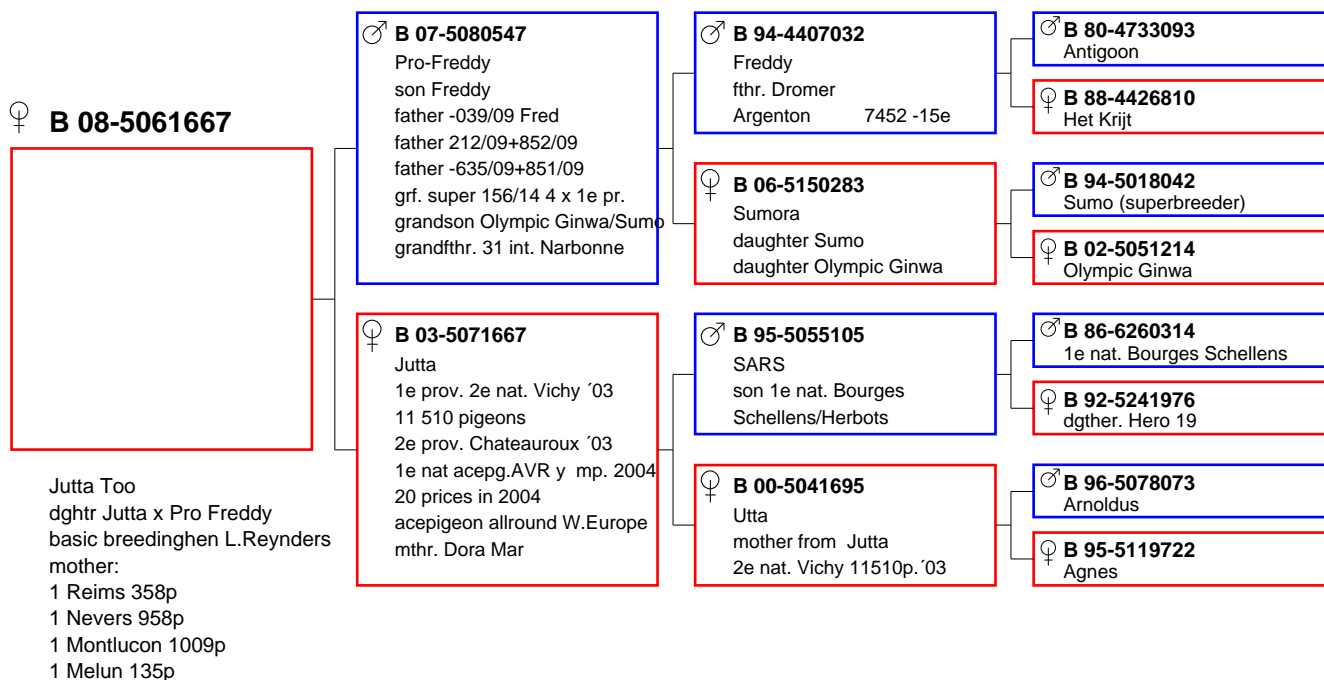 B 08-5061667
Jutta Too
dghtr Jutta x Pro Freddy
basic breedinghen L.Reynders
mother:
1 Reims 358p
1 Nevers 958p
1 Montlucon 1009p
1 Melun 135p
B 07-5080547
Pro-Freddy
son Freddy
father -039/09 Fred
father 212/09+852/09
father -635/09+851/09
grf. super 156/14 4 x 1e pr.
grandson Olympic Ginwa/Sumo
grandfthr. 31 int. Narbonne
B 03-5071667
Jutta
1e prov. 2e nat. Vichy ´03
11 510 pigeons
2e prov. Chateauroux ´03
1e nat acepg.AVR y mp. 2004
20 prices in 2004
acepigeon allround W.Europe
mthr. Dora Mar
B 94-4407032
Freddy
fthr. Dromer
Argenton 7452 -15e
B 06-5150283
Sumora
daughter Sumo
daughter Olympic Ginwa
B 95-5055105
SARS
son 1e nat. Bourges
Schellens/Herbots
B 00-5041695
Utta
mother from Jutta
2e nat. Vichy 11510p.´03
B 80-4733093
Antigoon
B 88-4426810
Het Krijt
B 94-5018042
Sumo (superbreeder)
B 02-5051214
Olympic Ginwa
B 86-6260314
1e nat. Bourges Schellens
B 92-5241976
dgther. Hero 19
B 96-5078073
Arnoldus
B 95-5119722
Agnes